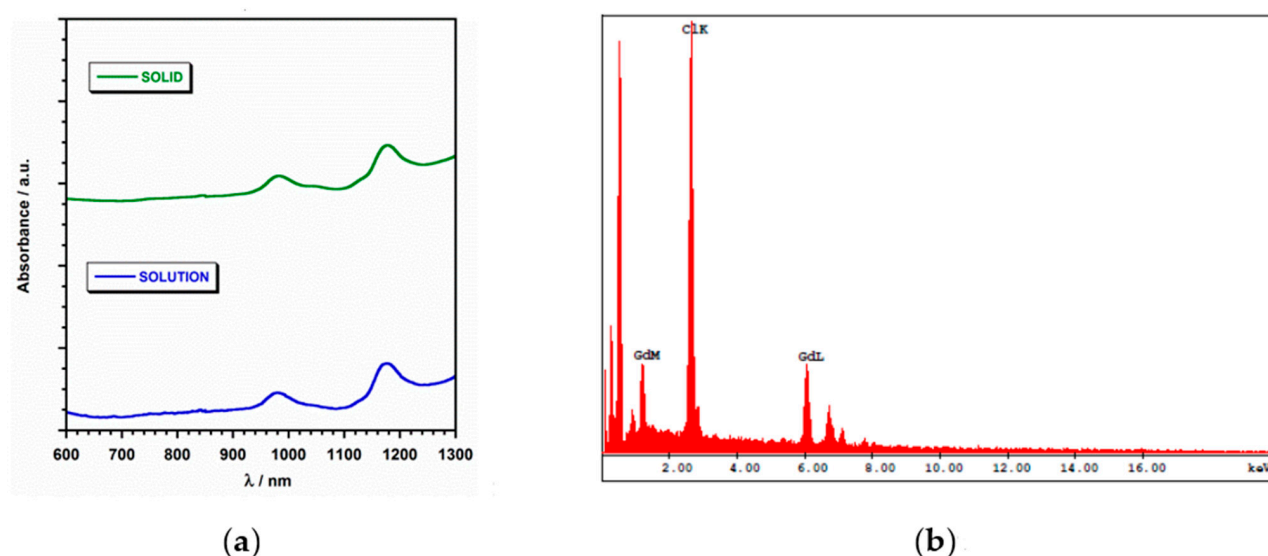 SOLID
SOLUTION
Absorbance / a.u.
600 700 800 900 1000 1100 1200 1300
λ / nm
(a)
ClK
GdM
GdL
2.00 4.00 6.00 8.00 10.00 12.00 14.00 16.00 keV
(b)